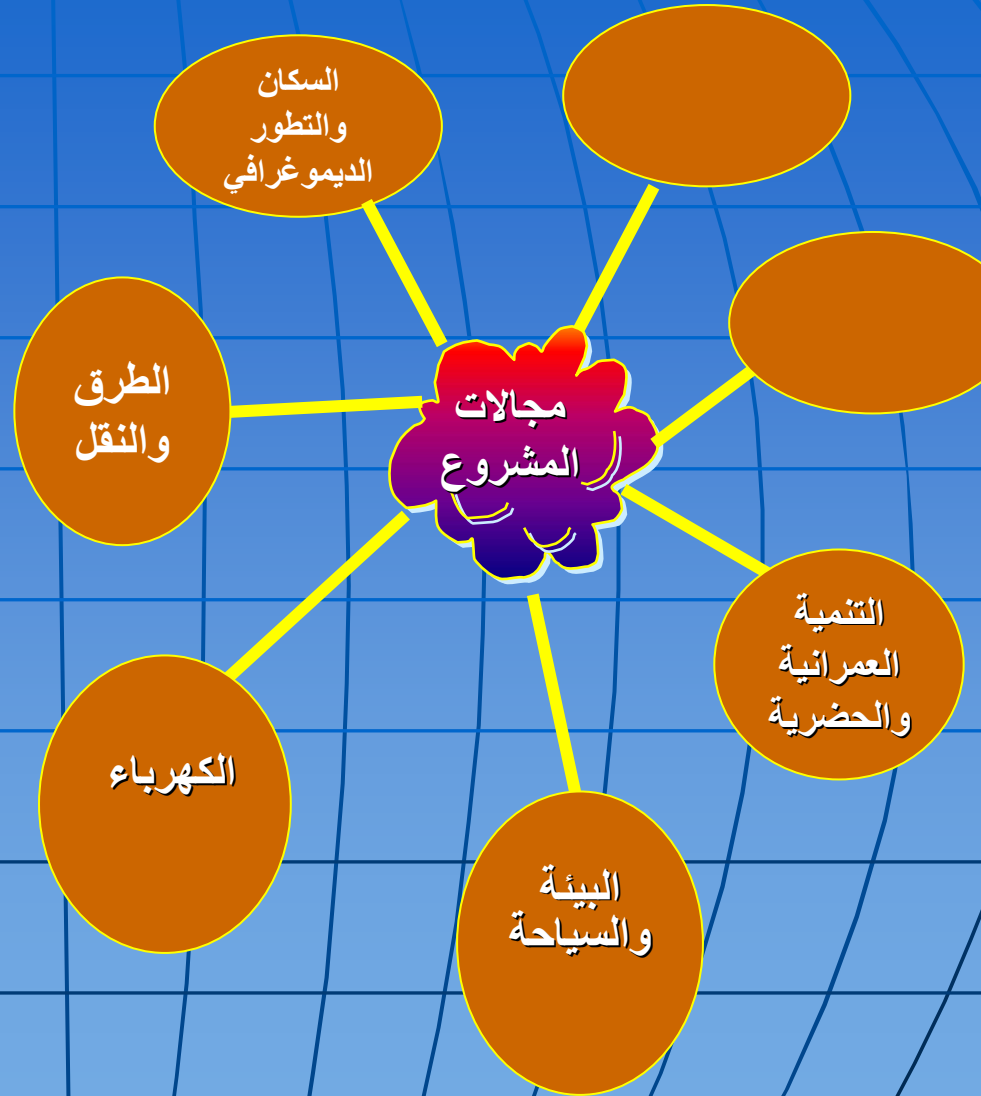 السكان
والتطور
الديموغرافي
مجالات
المشروع
الطرق
والنقل
التنمية
العمرانية
والحضرية
الكهرباء
البيئة
والسياحة